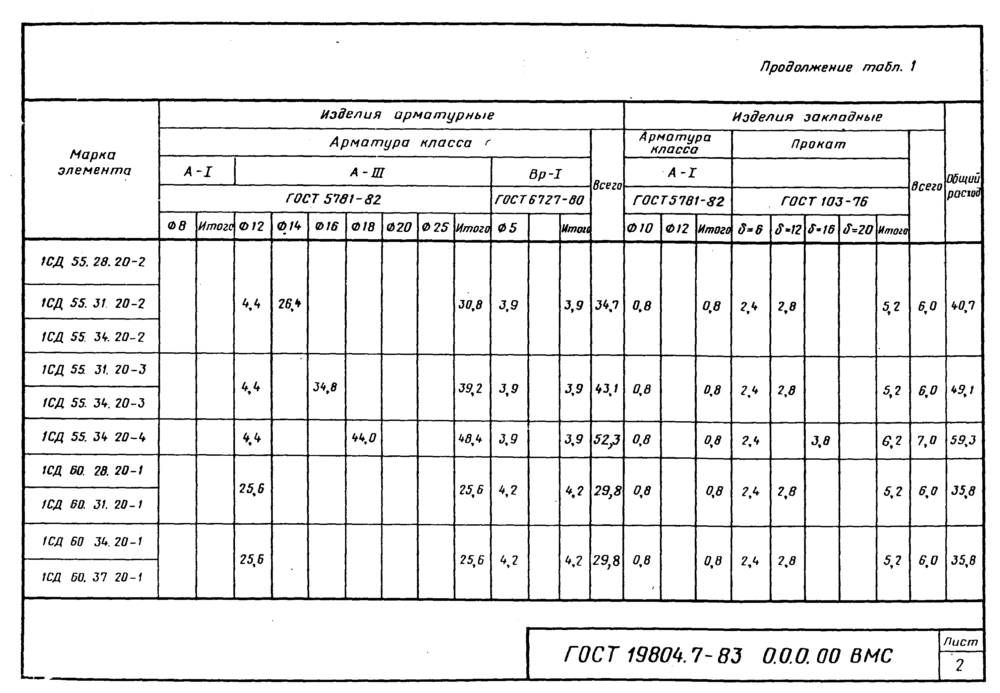 Продолжение табл. 1
Марка
элемента
Изделия арматурные
Изделия закладные
Общий
расход
Арматура класса
Всего
Арматура
класса
Прокат
Всего
А-I
А-III
Вр-I
А-I
ГОСТ 5781-82
ГОСТ 6727-80
ГОСТ 5781-82
ГОСТ 103-76
Ф8 Итого Ф12 Ф14 Ф16 Ф18 Ф20 Ф25 Итого Ф5 Итого Ф10 Ф12 Итого δ=6 δ=12 δ=16 δ=20 Итого
1СД 55. 28. 20-2
1СД 55. 31. 20-2
1СД 55. 34. 20-2
4,4 26,4 30,8 3,9 3,9 34,7 0,8 0,8 2,4 2,8 5,2 6,0 40,7
1СД 55. 31. 20-3
1СД 55. 34. 20-3
4,4 34,8 39,2 3,9 3,9 43,1 0,8 0,8 2,4 2,8 5,2 6,0 49,1
1СД 55. 34 20-4 4,4 44,0 48,4 3,9 3,9 52,3 0,8 0,8 2,4 3,8 6,2 7,0 59,3
1СД 60. 28. 20-1
1СД 60. 31. 20-1
25,6 25,6 4,2 4,2 29,8 0,8 0,8 2,4 2,8 5,2 6,0 35,8
1СД 60 34. 20-1
1СД 60. 37 20-1
25,6 25,6 4,2 4,2 29,8 0,8 0,8 2,4 2,8 5,2 6,0 35,8
ГОСТ 19804.7-83 0.0.0.00 ВМС
Лист
2